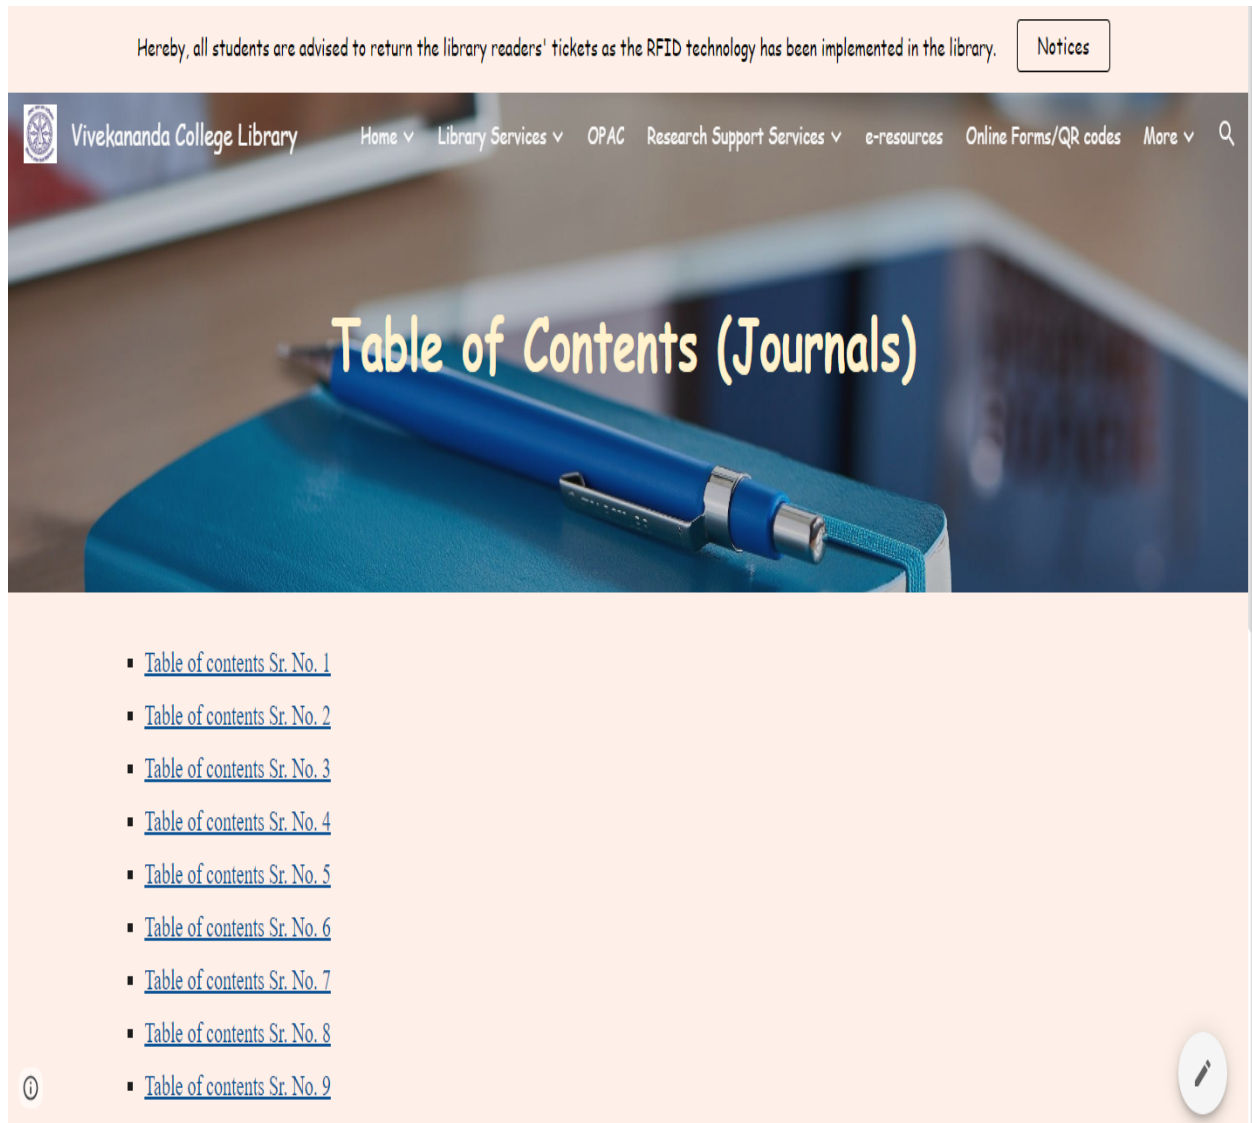 Hereby, all students are advised to return the library readers' tickets as the RFID technology has been implemented in the library.
Notices
Vivekananda College Library
Home
Library Services
OPAC
Research Support Services
e-resources
Online Forms/QR codes
More
Table of Contents (Journals)
Table of contents Sr. No. 1
Table of contents Sr. No. 2
Table of contents Sr. No. 3
Table of contents Sr. No. 4
Table of contents Sr. No. 5
Table of contents Sr. No. 6
Table of contents Sr. No. 7
Table of contents Sr. No. 8
Table of contents Sr. No. 9